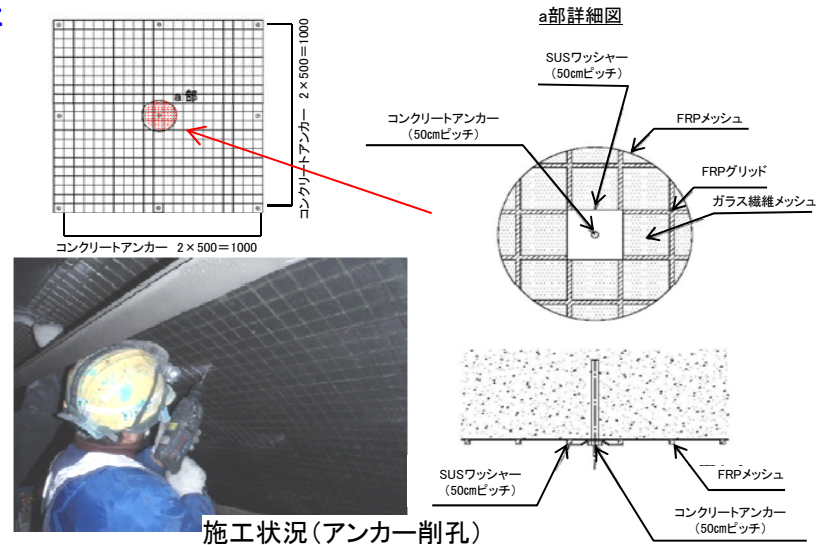 a部
コンクリートアンカー 2×500＝1000
コンクリートアンカー 2×500＝1000
a部詳細図
SUSワッシャー
（50cmピッチ）
コンクリートアンカー
（50cmピッチ）
FRPメッシュ
FRPグリッド
ガラス繊維メッシュ
SUSワッシャー
（50cmピッチ）
FRPメッシュ
コンクリートアンカー
（50cmピッチ）
施工状況（アンカー削孔）